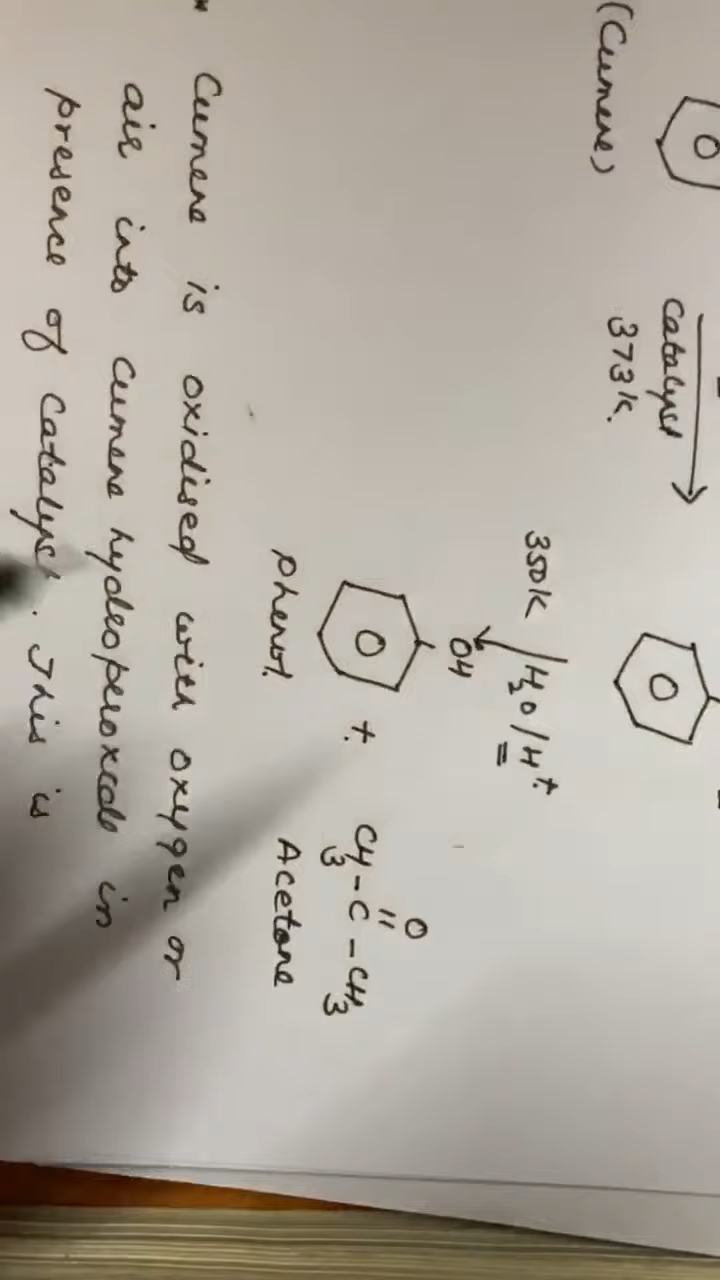 (Cumene)
Catalyst
373K.
350K / H2O/H+
OH
+
O
CH3-C-CH3
Phenol.
Acetone
Cumene is oxidised with oxygen or
air into Cumene hydroperoxide in
presence of Catalyst. This is